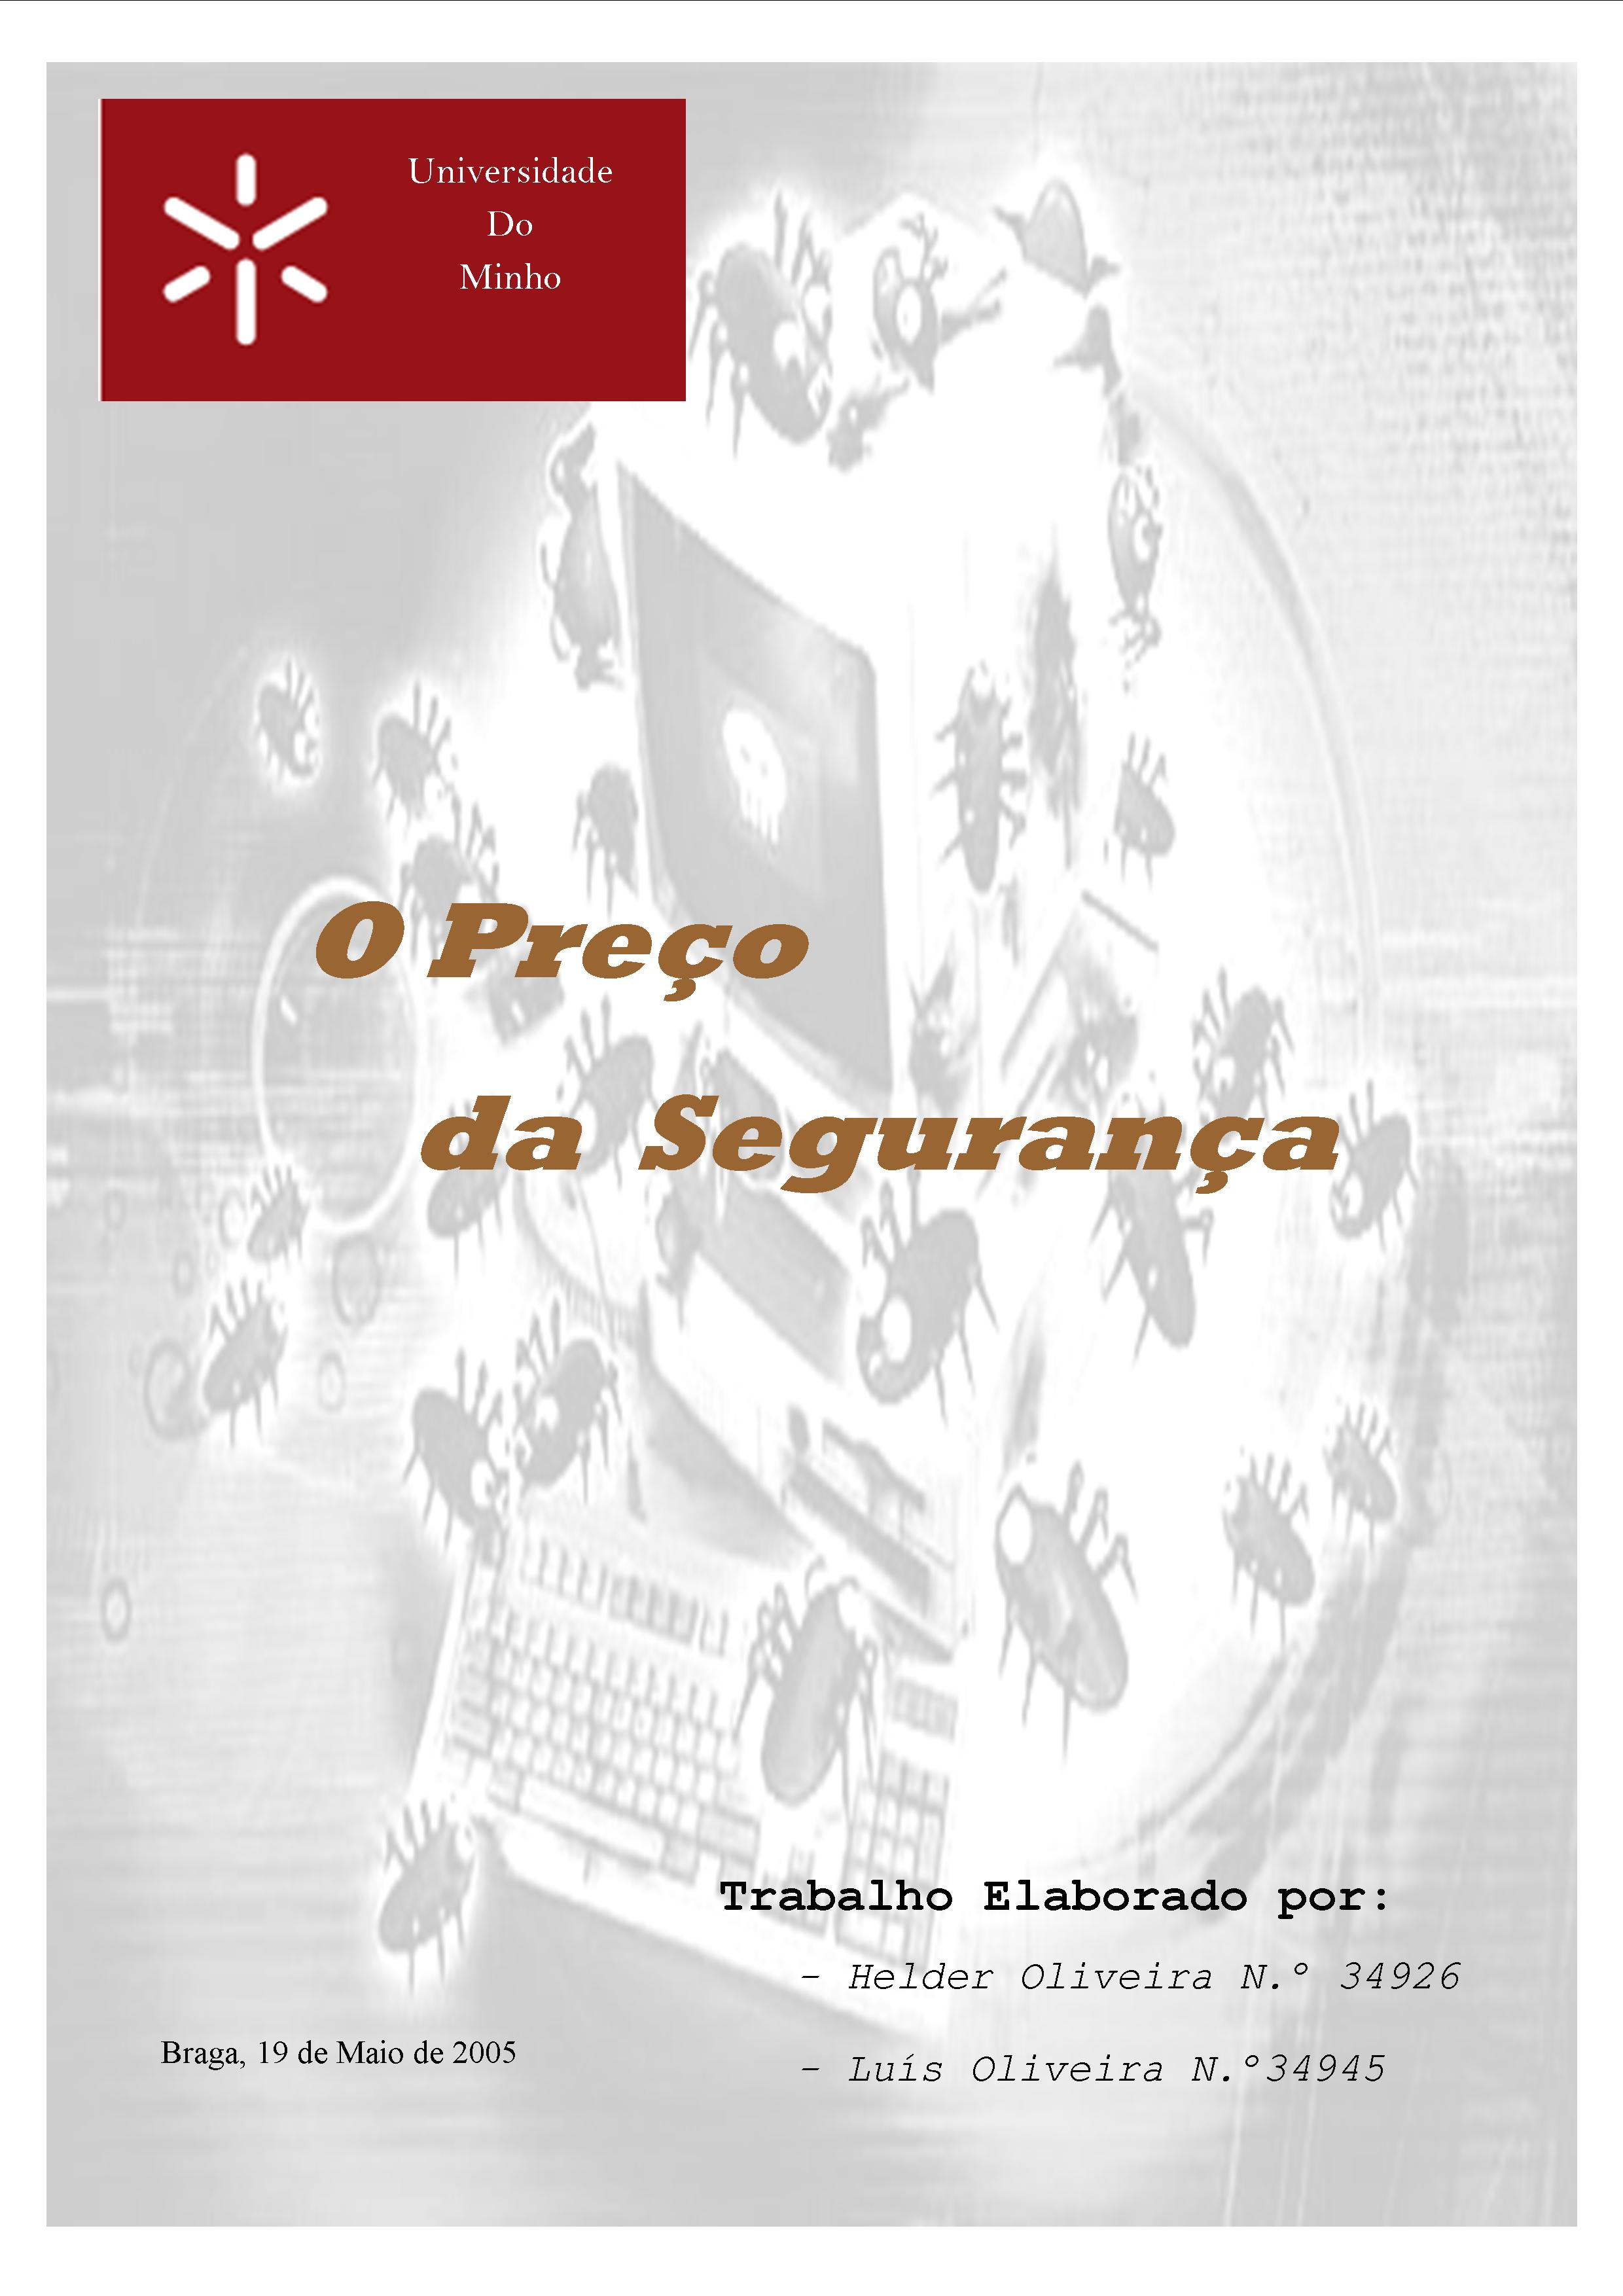 Universidade
Do
Minho
O Preço
da Segurança
Trabalho Elaborado por:
- Helder Oliveira N.º 34926
Braga, 19 de Maio de 2005
- Luís Oliveira N.º34945